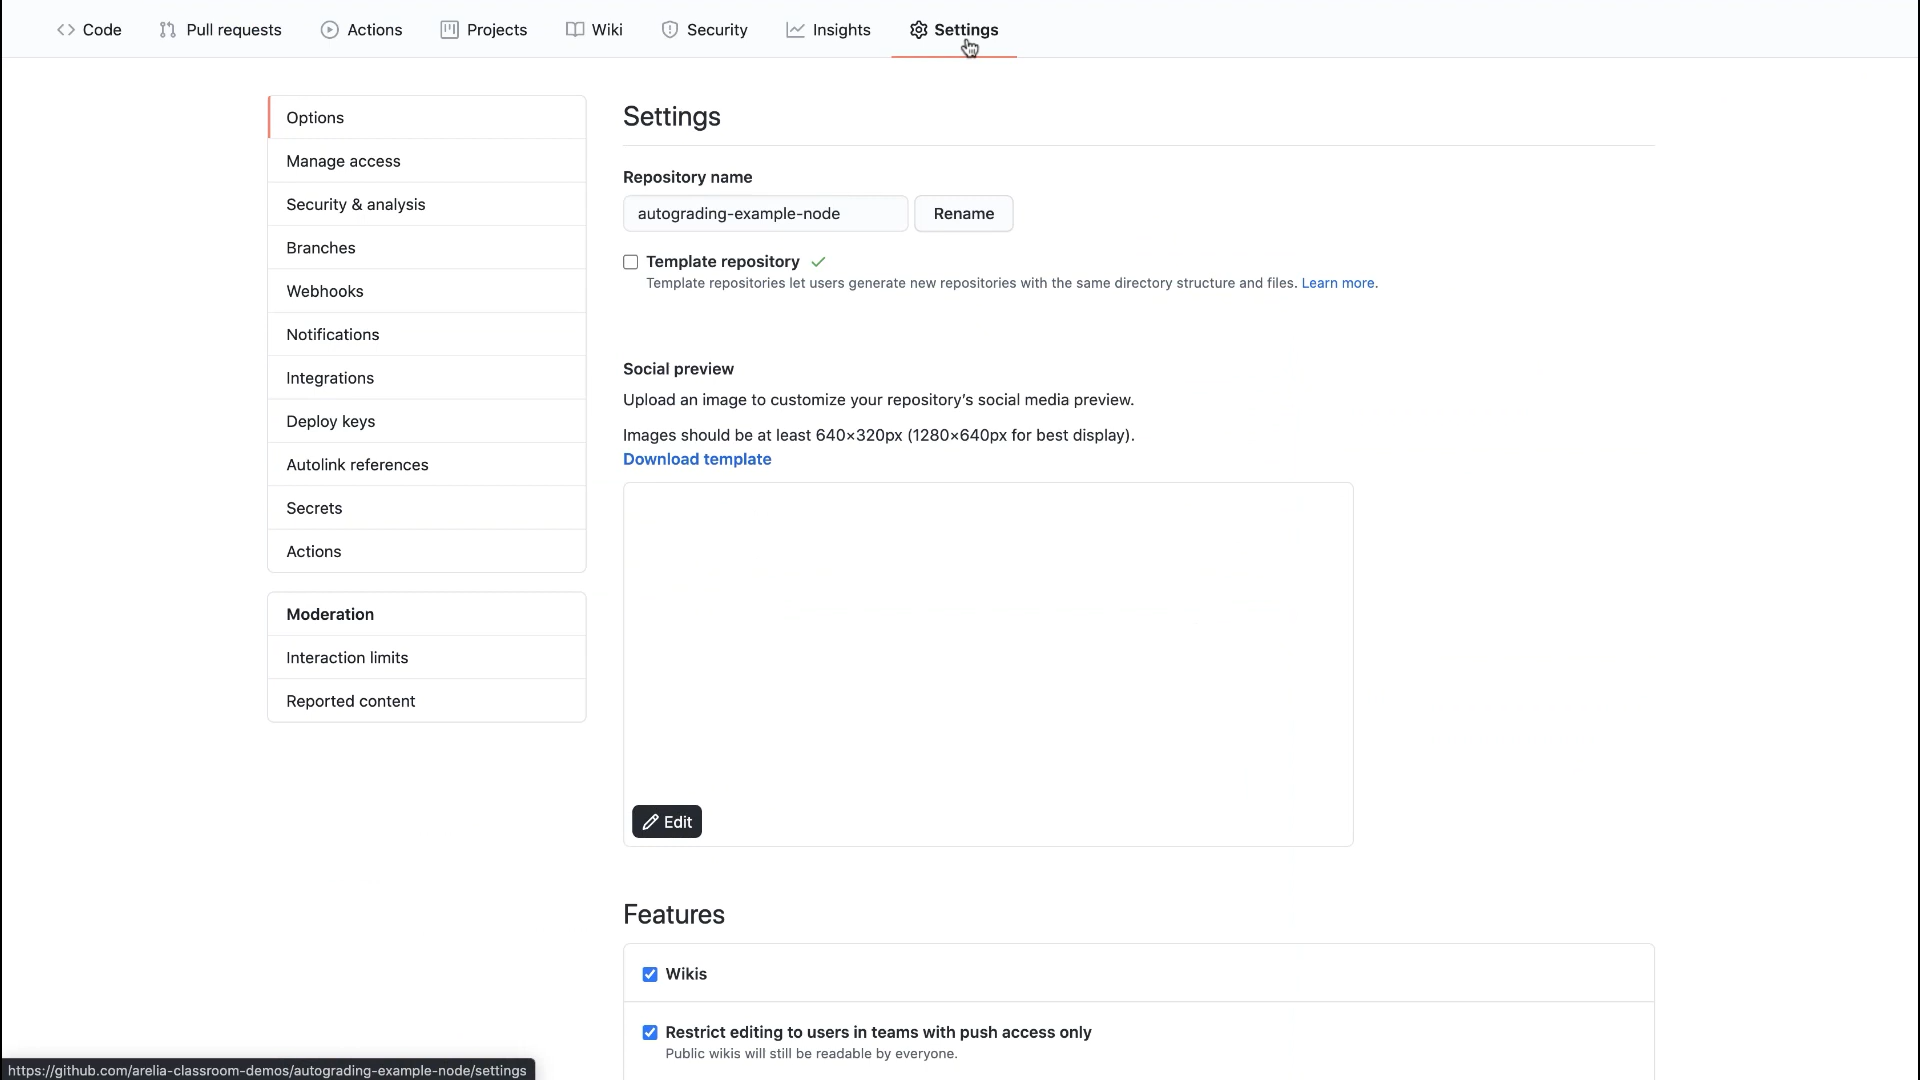 Code
Pull requests
Actions
Projects
Wiki
Security
Insights
Settings
Options
Manage access
Security & analysis
Branches
Webhooks
Notifications
Integrations
Deploy keys
Autolink references
Secrets
Actions
Moderation
Interaction limits
Reported content
Settings
Repository name
autograding-example-node
Rename
Template repository
Template repositories let users generate new repositories with the same directory structure and files. Learn more.
Social preview
Upload an image to customize your repository’s social media preview.
Images should be at least 640×320px (1280×640px for best display).
Download template
Edit
Features
Wikis
Restrict editing to users in teams with push access only
Public wikis will still be readable by everyone.
https://github.com/arelia-classroom-demos/autograding-example-node/settings